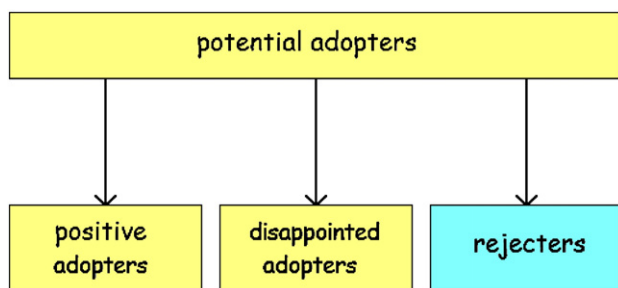 potential adopters
positive
adopters
disappointed
adopters
rejecters